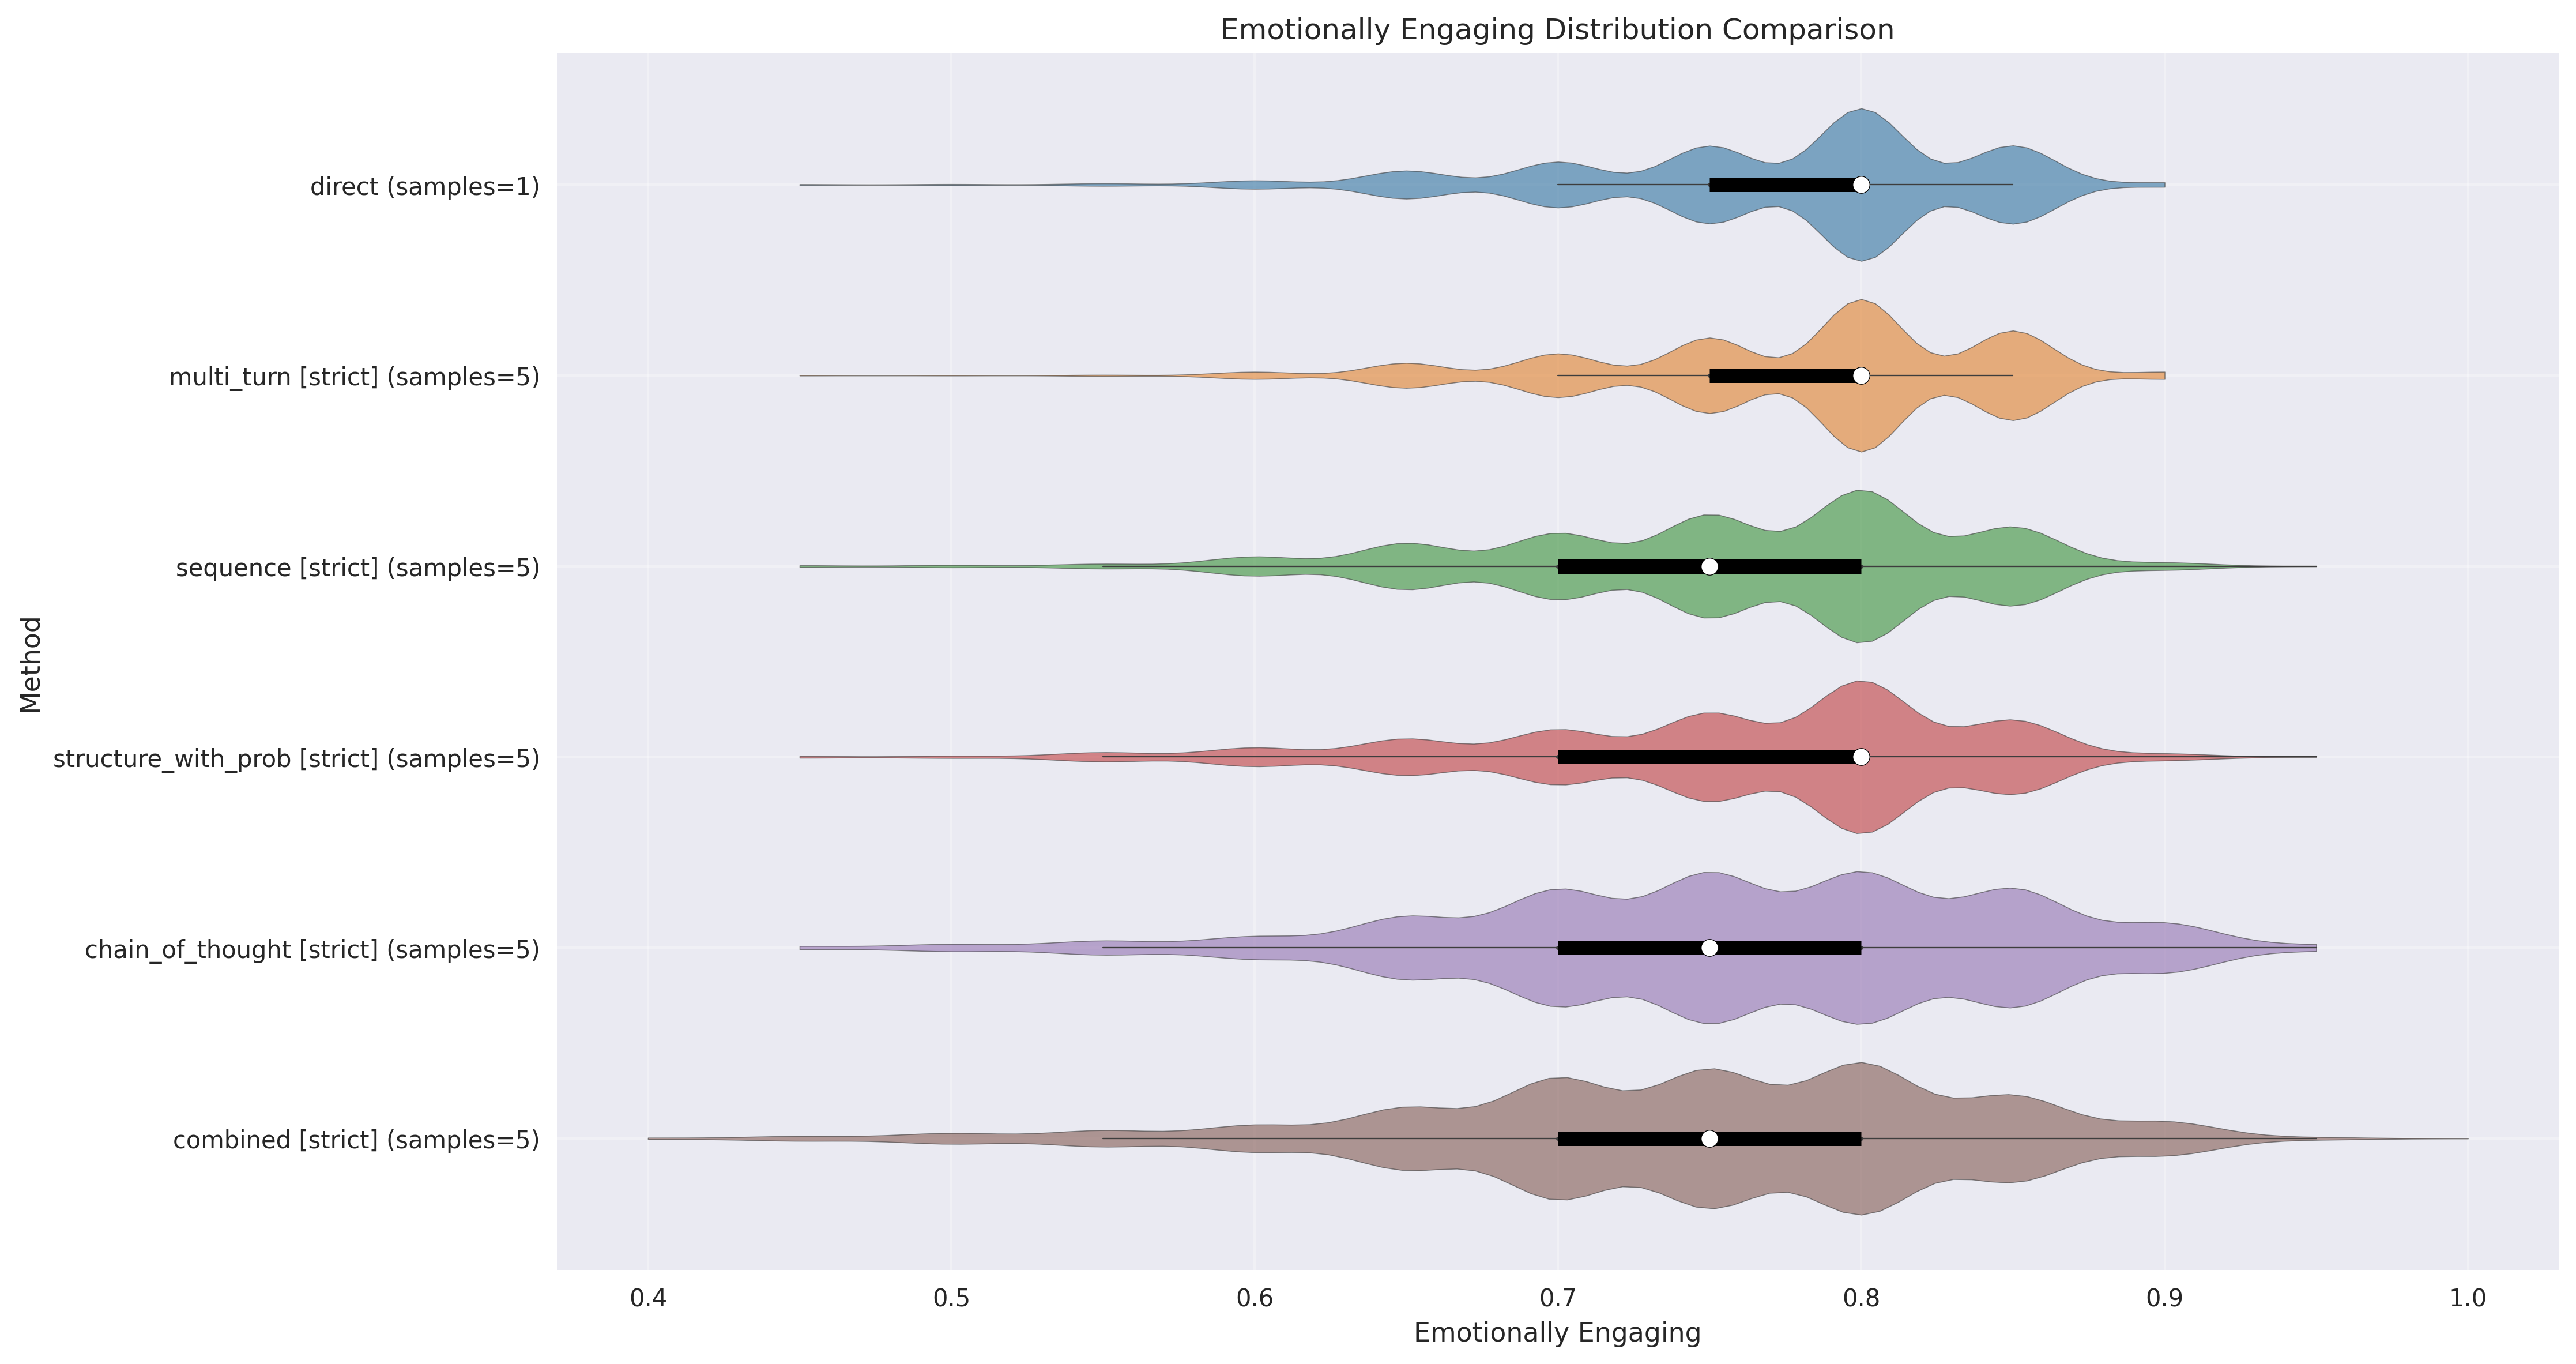 Emotionally Engaging Distribution Comparison
direct (samples=1)
multi_turn [strict] (samples=5)
sequence [strict] (samples=5)
structure_with_prob [strict] (samples=5)
chain_of_thought [strict] (samples=5)
combined [strict] (samples=5)
Method
0.4 0.5 0.6 0.7 0.8 0.9 1.0
Emotionally Engaging